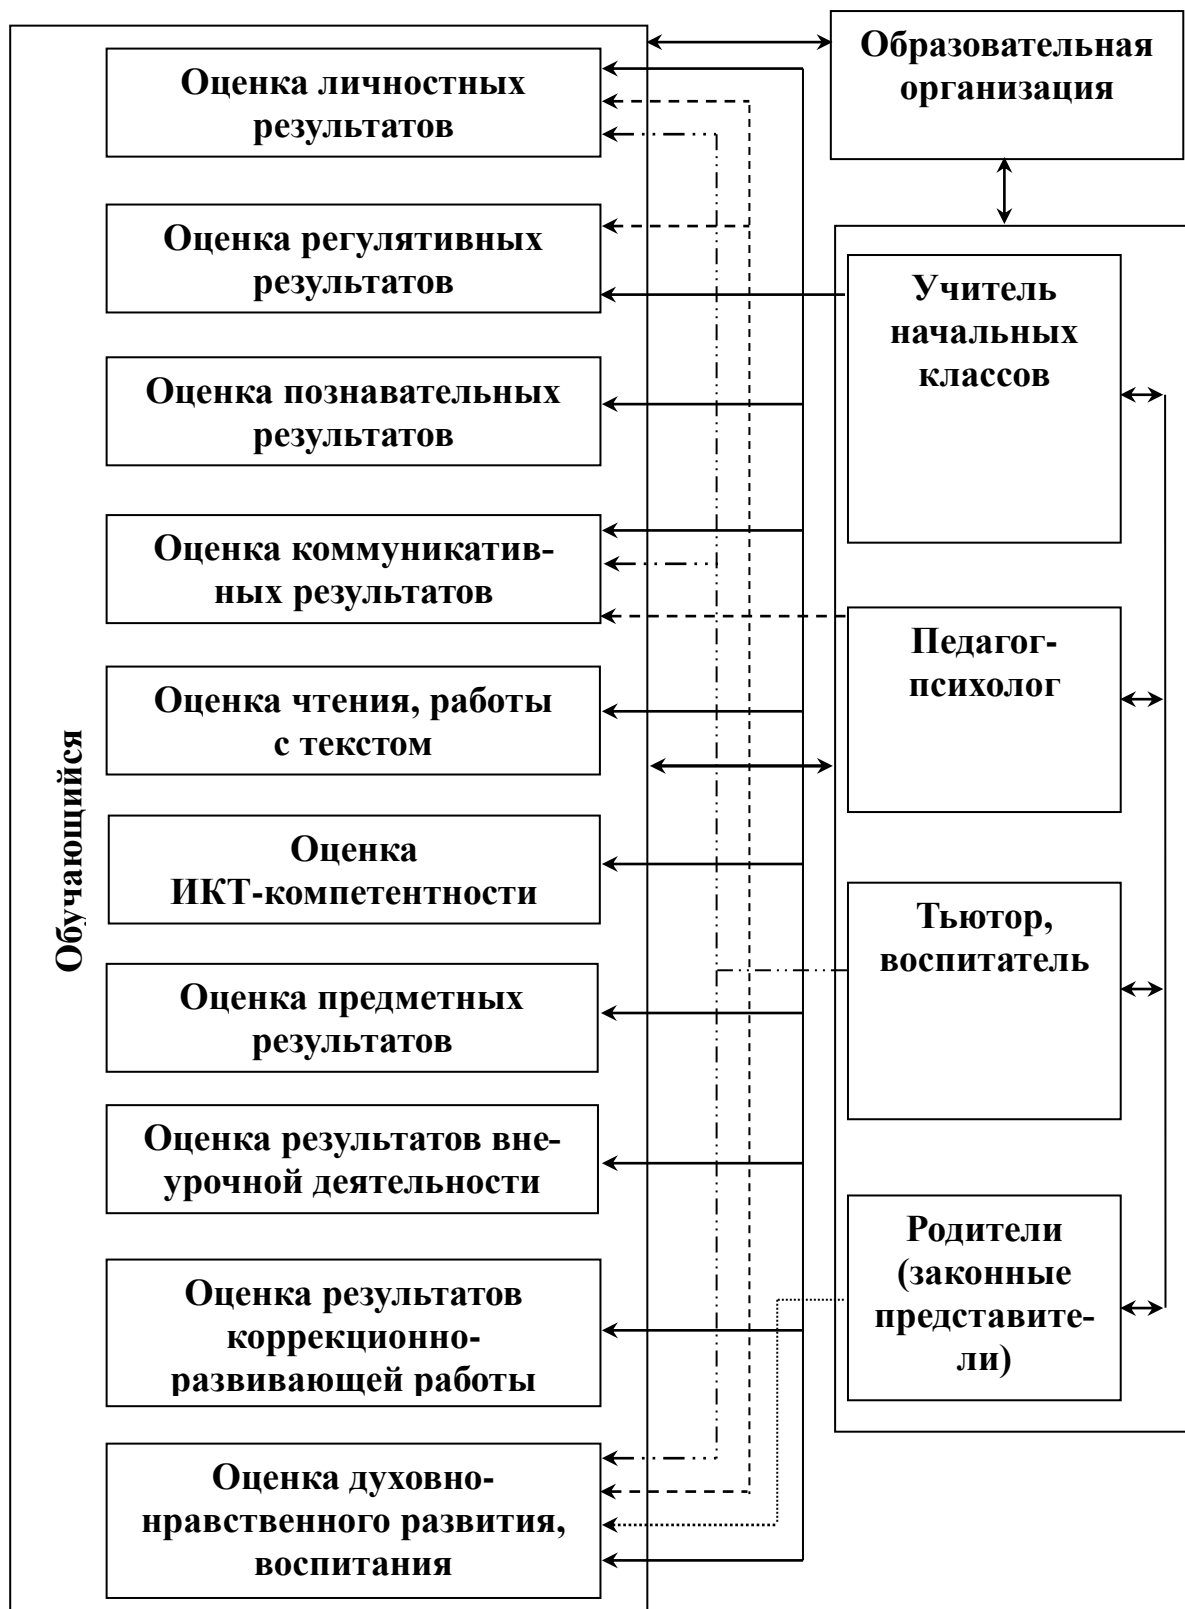 Обучающийся
Оценка личностных
результатов
Оценка регулятивных
результатов
Оценка познавательных
результатов
Оценка коммуникатив-
ных результатов
Оценка чтения, работы
с текстом
Оценка
ИКТ-компетентности
Оценка предметных
результатов
Оценка результатов вне-
урочной деятельности
Оценка результатов
коррекционно-
развивающей работы
Оценка духовно-
нравственного развития,
воспитания
Образовательная
организация
Учитель
начальных
классов
Педагог-
психолог
Тьютор,
воспитатель
Родители
(законные
представите-
ли)